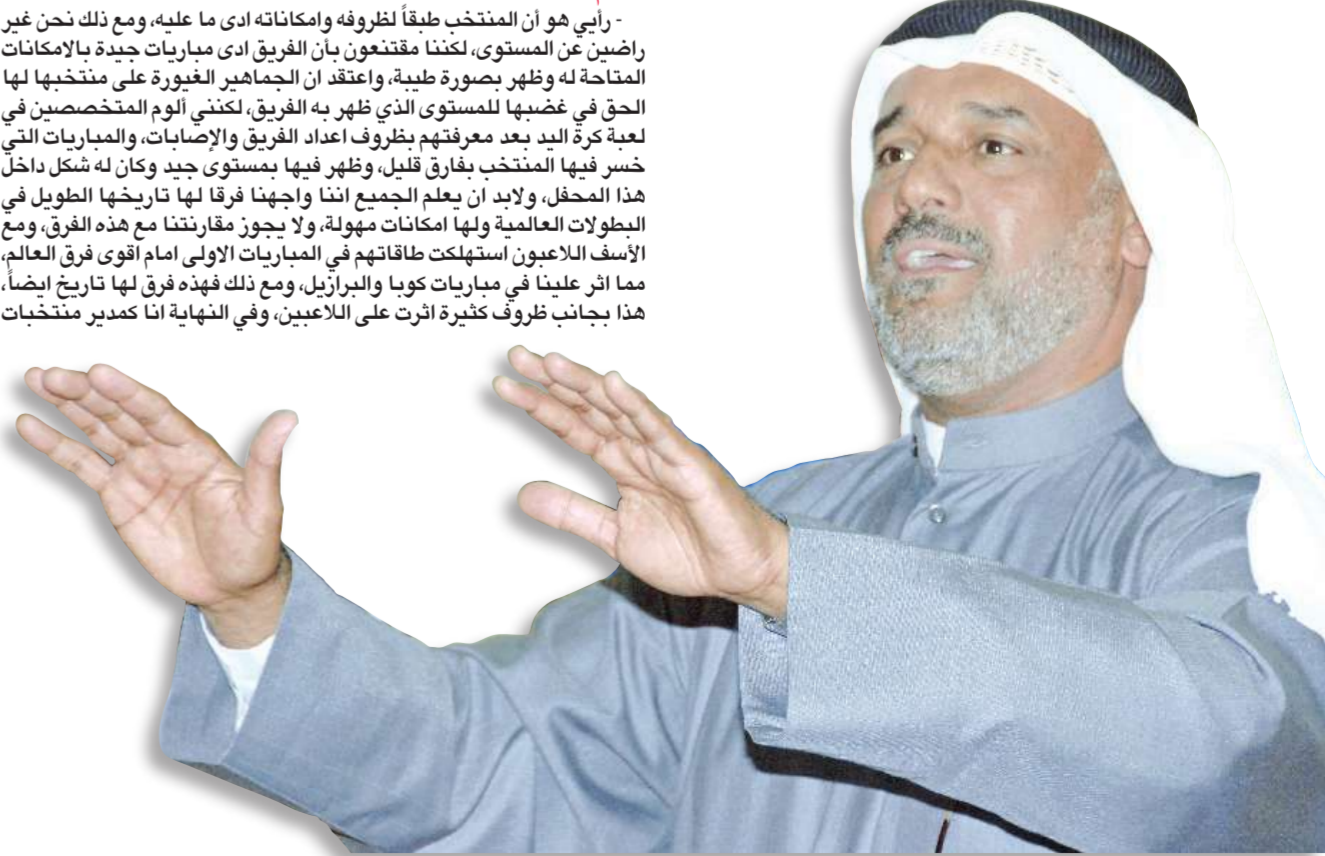 - رأيي هو أن المنتخب طبقاً لظروفه وامكاناته ادى ما عليه، ومع ذلك نحن غير
راضين عن المستوى، لكننا مقتنعون بأن الفريق ادى مباريات جيدة بالامكانات
المتاحة له وظهر بصورة طيبة، واعتقد ان الجماهير الغيورة على منتخبها لها
الحق في غضبها للمستوى الذي ظهر به الفريق، لكنني ألوم المتخصصين في
لعبة كرة اليد بعد معرفتهم بظروف اعداد الفريق والإصابات، والمباريات التي
خسر فيها المنتخب بفارق قليل، وظهر فيها بمستوى جيد وكان له شكل داخل
هذا المحفل، ولابد ان يعلم الجميع اننا واجهنا فرقا لها تاريخها الطويل في
البطولات العالمية ولها امكانات مهولة، ولا يجوز مقارنتنا مع هذه الفرق، ومع
الأسف اللاعبون استهلكت طاقاتهم في المباريات الاولى امام اقوى فرق العالم،
مما اثر علينا في مباريات كوبا والبرازيل، ومع ذلك فهذه فرق لها تاريخ ايضاً،
هذا بجانب ظروف كثيرة اثرت على اللاعبين، وفي النهاية انا كمدير منتخبات